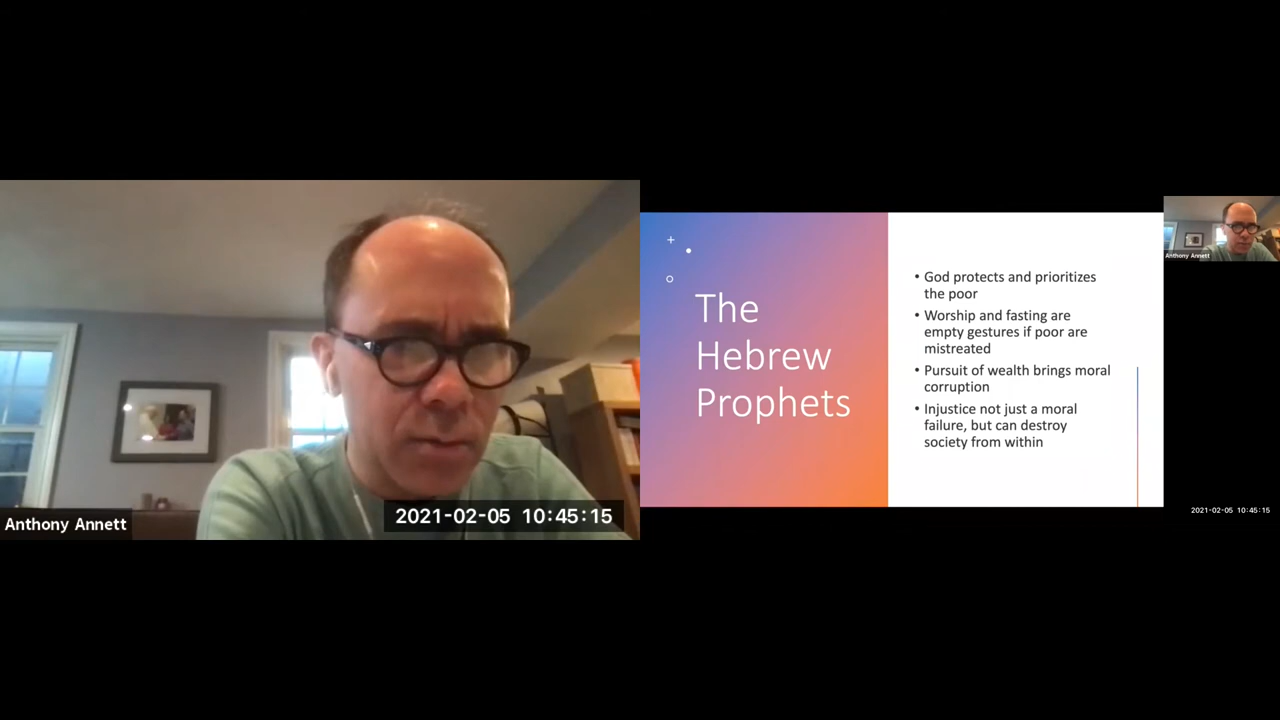 Anthony Annett
2021-02-05 10:45:15
The
Hebrew
Prophets
• God protects and prioritizes
the poor
• Worship and fasting are
empty gestures if poor are
mistreated
• Pursuit of wealth brings moral
corruption
• Injustice not just a moral
failure, but can destroy
society from within
Anthony Annett
2021-02-05 10:45:15